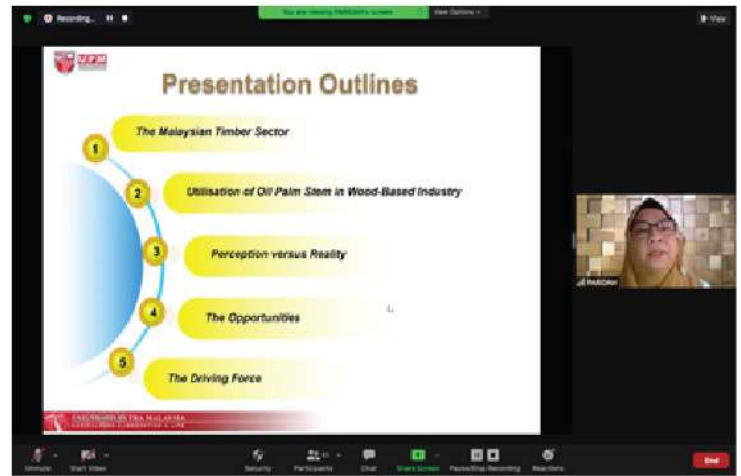 Recording...
You are viewing PARIDAH's screen
View Options
View
UPM
Presentation Outlines
1
The Malaysian Timber Sector
2
Utilisation of Oil Palm Stem in Wood-Based Industry
3
Perception versus Reality
4
The Opportunities
5
The Driving Force
PARIDAH
UNIVERSITI PUTRA MALAYSIA
Unmute
Start Video
Security
Participants
Chat
Share Screen
Pause/Stop Recording
Reactions
End